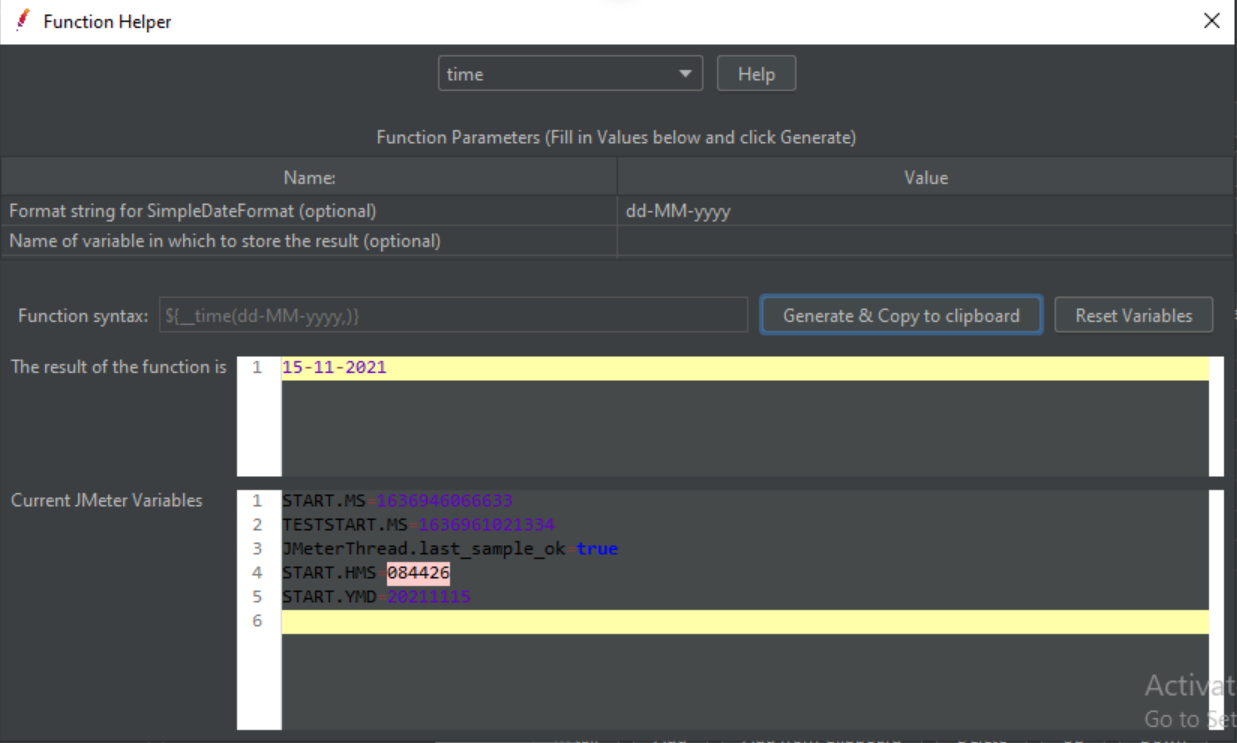 Function Helper
time
Help
Function Parameters (Fill in Values below and click Generate)
Name:
Value
Format string for SimpleDateFormat (optional)
dd-MM-yyyy
Name of variable in which to store the result (optional)
Function syntax:
${__time(dd-MM-yyyy,)}
Generate & Copy to clipboard
Reset Variables
The result of the function is
1
15-11-2021
Current JMeter Variables
1 START.MS=1636946066633
2 TESTSTART.MS=1636961021334
3 JMeterThread.last_sample_ok=true
4 START.HMS=084426
5 START.YMD=20211115
6
Activat
Go to Set